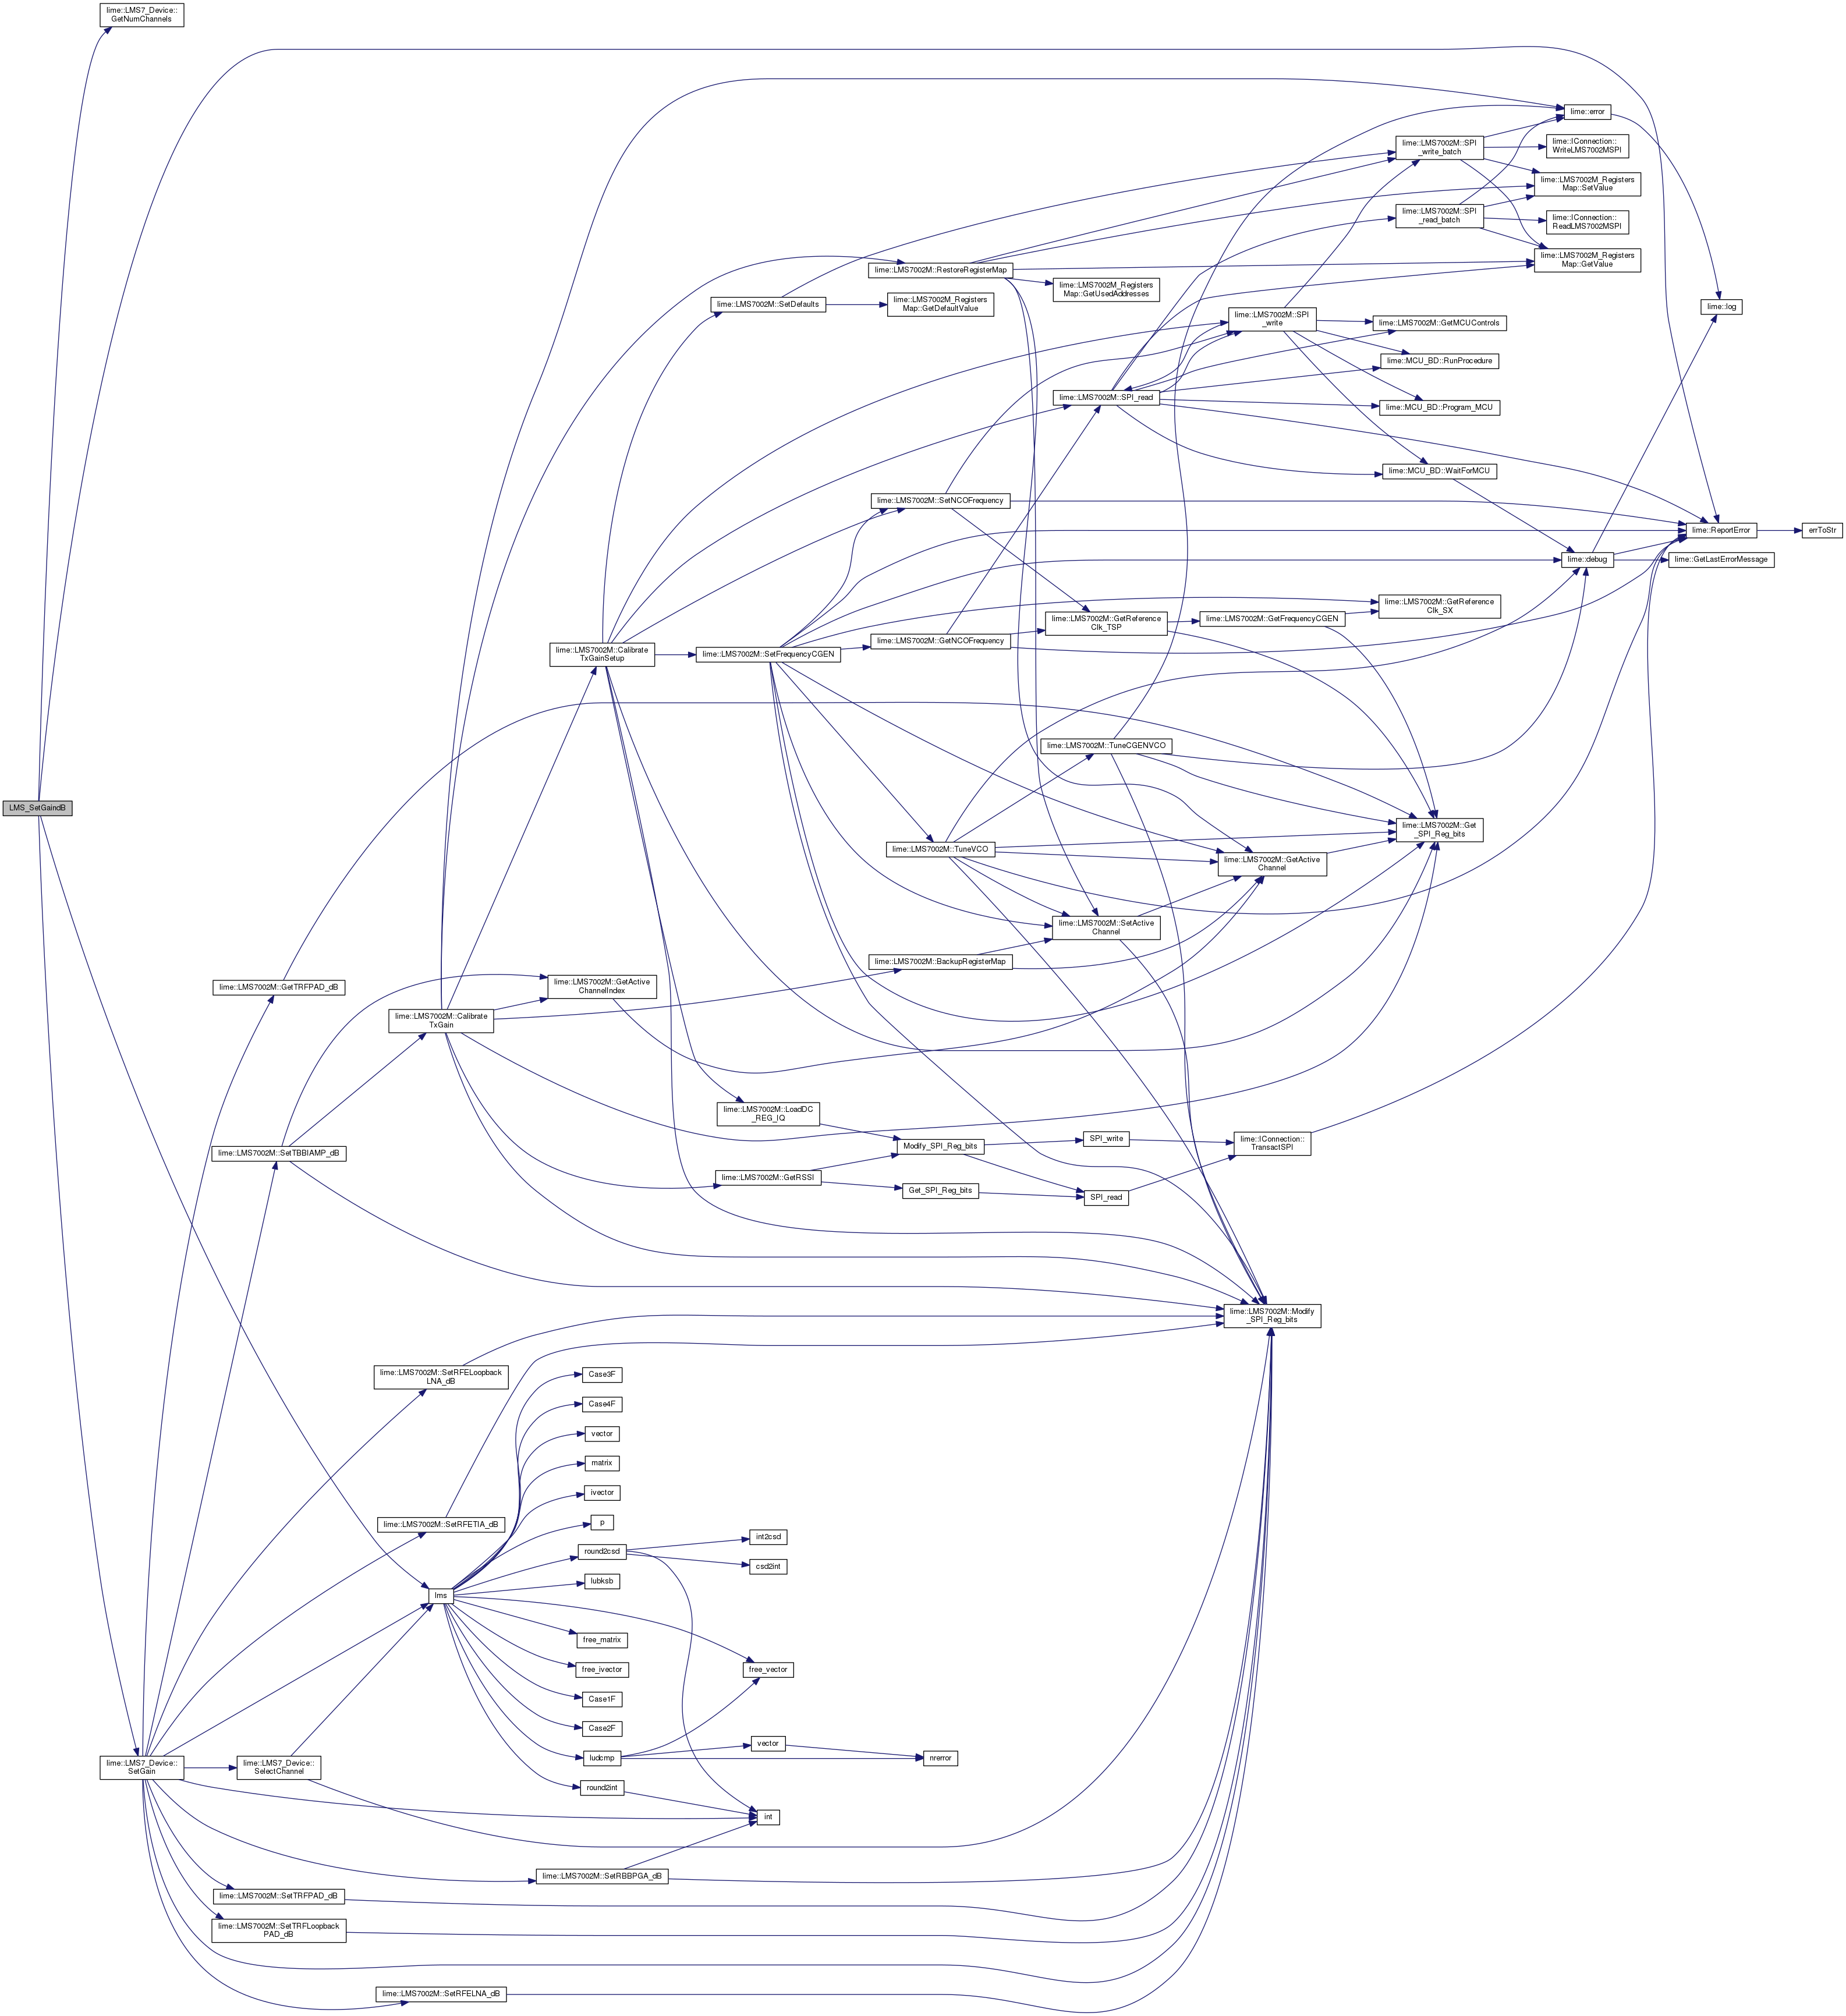 lime::LMS7_Device::
GetNumChannels
lime::error
lime::LMS7002M::SPI
_write_batch
lime::IConnection::
WriteLMS7002MSPI
lime::LMS7002M_Registers
Map::SetValue
lime::LMS7002M::SPI
_read_batch
lime::IConnection::
ReadLMS7002MSPI
lime::LMS7002M_Registers
Map::GetValue
lime::LMS7002M::RestoreRegisterMap
lime::LMS7002M_Registers
Map::GetUsedAddresses
lime::LMS7002M::SetDefaults
lime::LMS7002M_Registers
Map::GetDefaultValue
lime::log
lime::LMS7002M::SPI
_write
lime::LMS7002M::GetMCUControls
lime::MCU_BD::RunProcedure
lime::LMS7002M::SPI_read
lime::MCU_BD::Program_MCU
lime::MCU_BD::WaitForMCU
lime::LMS7002M::SetNCOFrequency
lime::ReportError
errToStr
lime::debug
lime::GetLastErrorMessage
lime::LMS7002M::GetReference
Clk_SX
lime::LMS7002M::GetReference
Clk_TSP
lime::LMS7002M::GetFrequencyCGEN
lime::LMS7002M::GetNCOFrequency
lime::LMS7002M::Calibrate
TxGainSetup
lime::LMS7002M::SetFrequencyCGEN
lime::LMS7002M::TuneCGENVCO
LMS_SetGaindB
lime::LMS7002M::Get
_SPI_Reg_bits
lime::LMS7002M::TuneVCO
lime::LMS7002M::GetActive
Channel
lime::LMS7002M::SetActive
Channel
lime::LMS7002M::BackupRegisterMap
lime::LMS7002M::GetTRFPAD_dB
lime::LMS7002M::GetActive
ChannelIndex
lime::LMS7002M::Calibrate
TxGain
lime::LMS7002M::LoadDC
_REG_IQ
Modify_SPI_Reg_bits
SPI_write
lime::IConnection::
TransactSPI
lime::LMS7002M::SetTBBIAMP_dB
lime::LMS7002M::GetRSSI
Get_SPI_Reg_bits
SPI_read
lime::LMS7002M::Modify
_SPI_Reg_bits
lime::LMS7002M::SetRFELoopback
LNA_dB
Case3F
Case4F
vector
matrix
ivector
lime::LMS7002M::SetRFETIA_dB
p
round2csd
int2csd
csd2int
lubksb
lms
free_matrix
free_ivector
free_vector
Case1F
Case2F
vector
ludcmp
nrerror
lime::LMS7_Device::
SetGain
lime::LMS7_Device::
SelectChannel
round2int
int
lime::LMS7002M::SetRBBPGA_dB
lime::LMS7002M::SetTRFPAD_dB
lime::LMS7002M::SetTRFLoopback
PAD_dB
lime::LMS7002M::SetRFELNA_dB